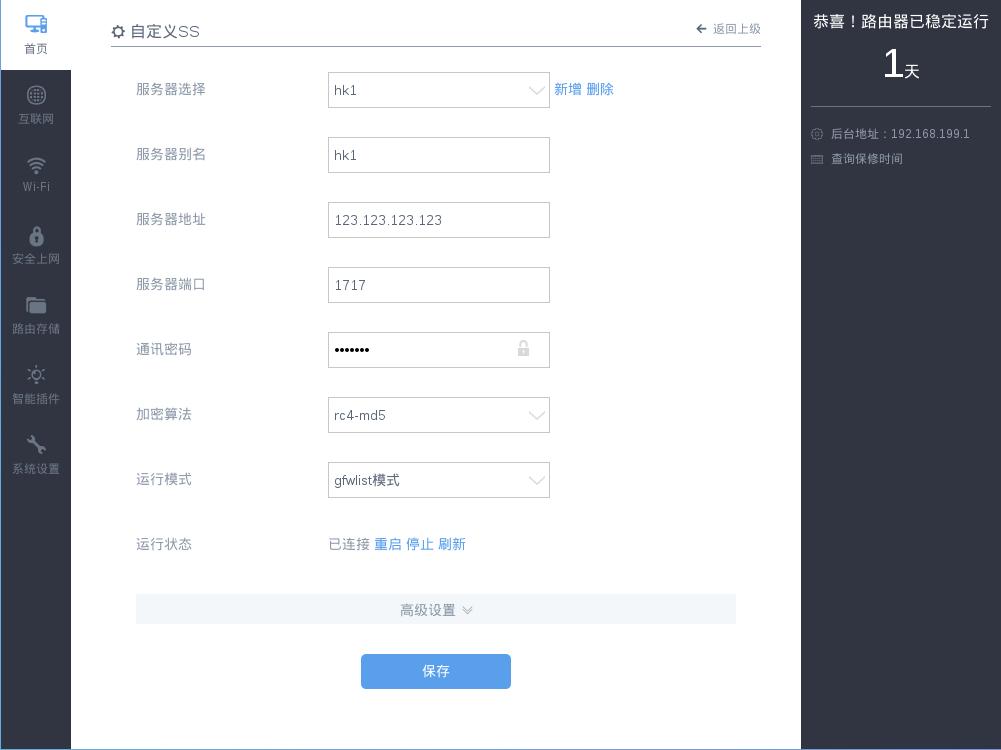 首页
互联网
Wi-Fi
安全上网
路由存储
智能插件
系统设置
自定义SS
返回上级
服务器选择 hk1 新增 删除
服务器别名 hk1
服务器地址 123.123.123.123
服务器端口 1717
通讯密码 •••••••
加密算法 rc4-md5
运行模式 gfwlist模式
运行状态 已连接 重启 停止 刷新
高级设置
保存
恭喜！路由器已稳定运行
1天
后台地址：192.168.199.1
查询保修时间